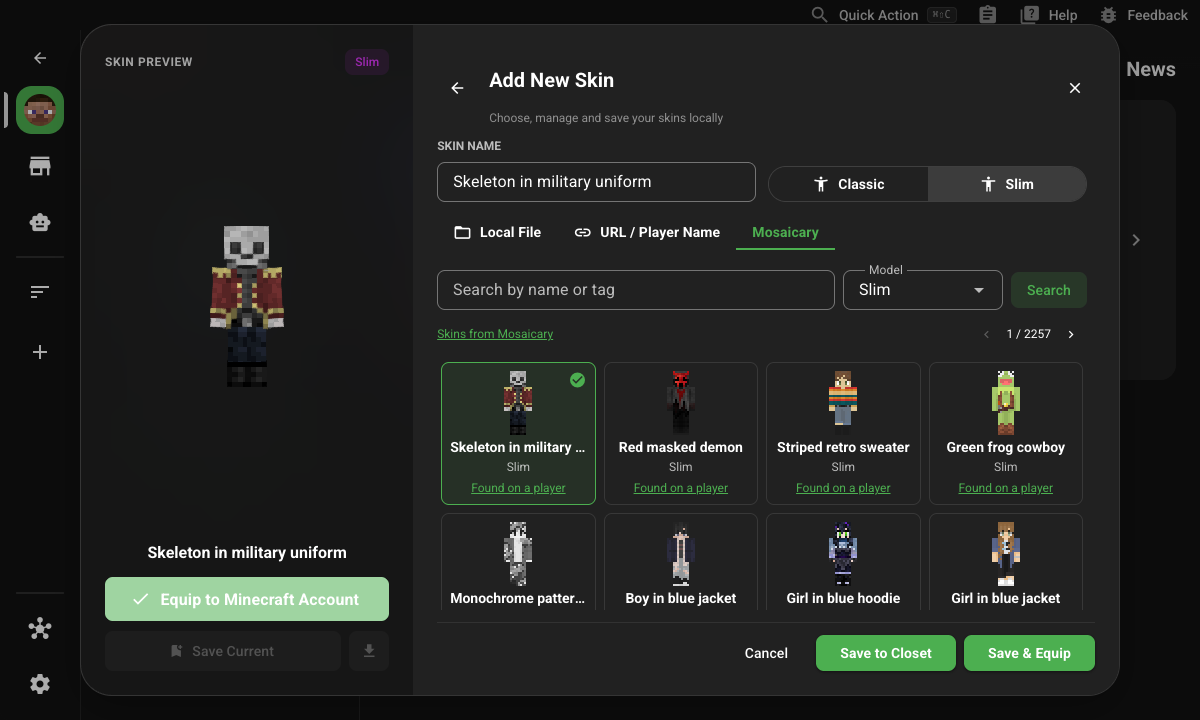 Quick Action
⌘⇧C
Help
Feedback
News
SKIN PREVIEW
Slim
Skeleton in military uniform
Equip to Minecraft Account
Save Current
Add New Skin
Choose, manage and save your skins locally
SKIN NAME
Skeleton in military uniform
Classic
Slim
Local File
URL / Player Name
Mosaicary
Search by name or tag
Model
Slim
Search
Skins from Mosaicary
1 / 2257
Skeleton in military ...
Slim
Found on a player
Red masked demon
Slim
Found on a player
Striped retro sweater
Slim
Found on a player
Green frog cowboy
Slim
Found on a player
Monochrome patter...
Boy in blue jacket
Girl in blue hoodie
Girl in blue jacket
Cancel
Save to Closet
Save & Equip